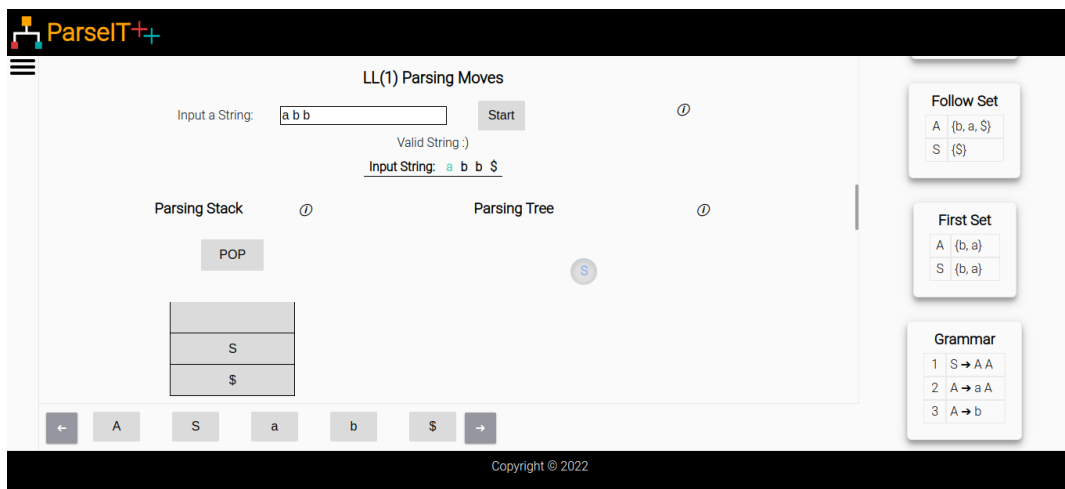 ParseIT++
LL(1) Parsing Moves
Input a String: a b b Start
Valid String :)
Input String: a b b $
Parsing Stack
Parsing Tree
POP
S
S
$
← A S a b $ →
Follow Set
A {b, a, $}
S {$}
First Set
A {b, a}
S {b, a}
Grammar
1 S → A A
2 A → a A
3 A → b
Copyright © 2022